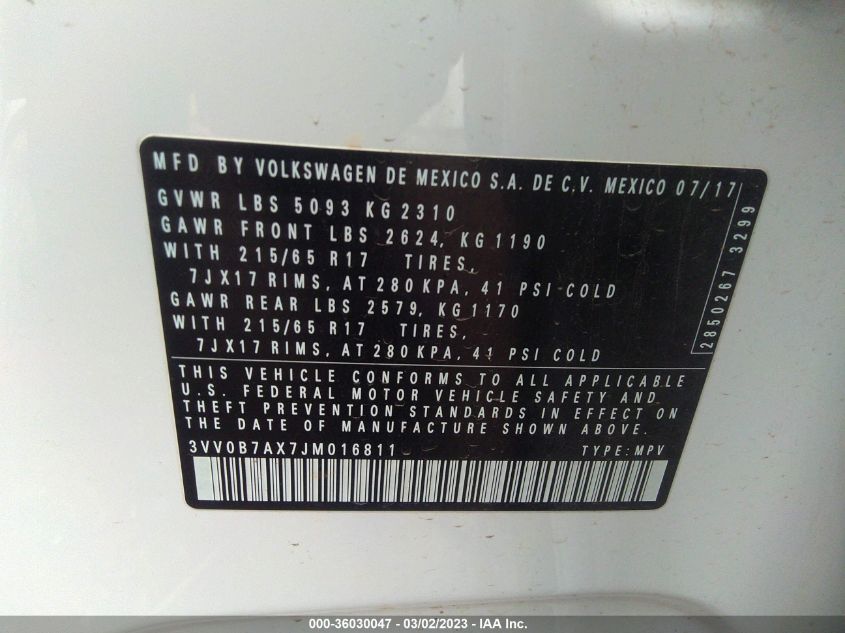 MFD BY VOLKSWAGEN DE MEXICO S.A. DE C.V. MEXICO 07/17
GVWR LBS 5093 KG 2310
GAWR FRONT LBS 2624, KG 1190
WITH 215/65 R17 TIRES,
7JX17 RIMS, AT 280 KPA, 41 PSI COLD
GAWR REAR LBS 2579, KG 1170
WITH 215/65 R17 TIRES,
7JX17 RIMS, AT 280 KPA, 41 PSI COLD
2850267 3299
THIS VEHICLE CONFORMS TO ALL APPLICABLE
U.S. FEDERAL MOTOR VEHICLE SAFETY AND
THEFT PREVENTION STANDARDS IN EFFECT ON
THE DATE OF MANUFACTURE SHOWN ABOVE.
3VV0B7AX7JM016811 TYPE: MPV
000-36030047 - 03/02/2023 - IAA Inc.